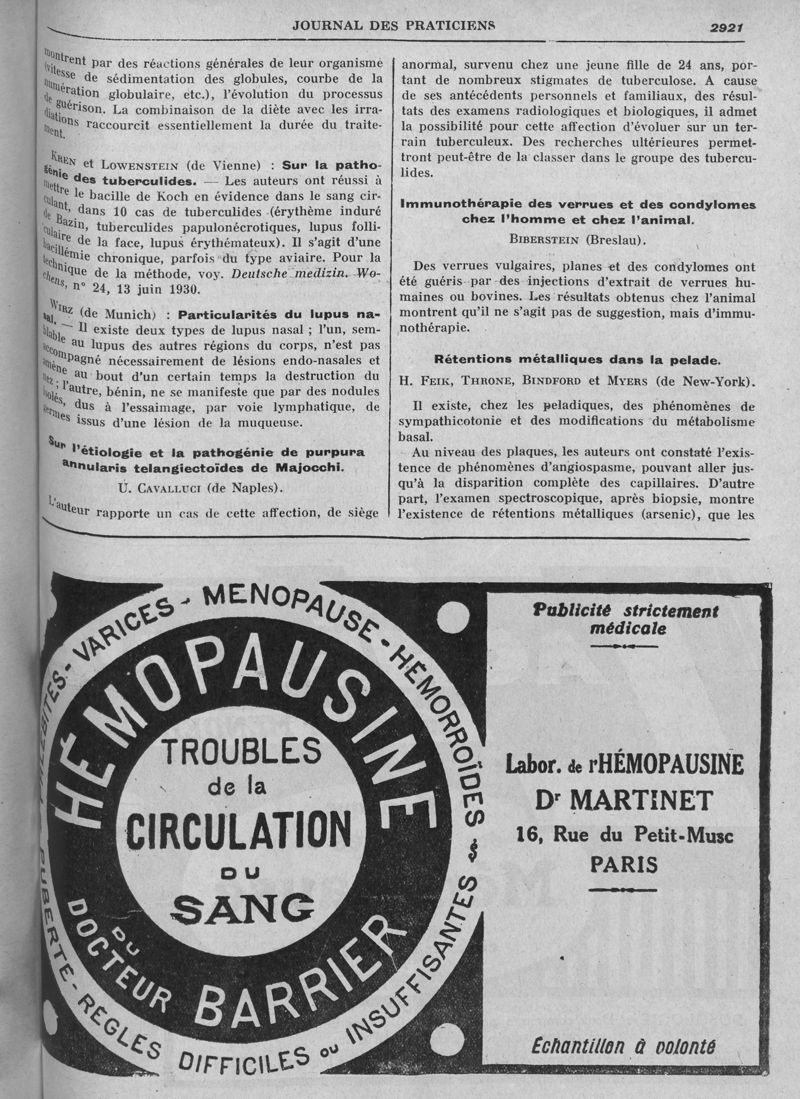 JOURNAL DES PRATICIENS
2921
montrent par des réactions générales de leur organisme
(vitesse de sédimentation des globules, courbe de la
numération globulaire, etc.), l'évolution du processus
de guérison. La combinaison de la diète avec les irra-
diations raccourcit essentiellement la durée du traite-
ment.
KREN et LOWENSTEIN (de Vienne) : Sur la patho-
génie des tuberculides. — Les auteurs ont réussi à
mettre le bacille de Koch en évidence dans le sang cir-
culant, dans 10 cas de tuberculides (érythème induré
de Bazin, tuberculides papulonécrotiques, lupus folli-
culaire de la face, lupus érythémateux). Il s'agit d'une
bacillémie chronique, parfois du type aviaire. Pour la
technique de la méthode, voy. Deutsche medizin. Wo-
chens, n° 24, 13 juin 1930.
WIRZ (de Munich) : Particularités du lupus na-
sal. — Il existe deux types de lupus nasal ; l'un, sem-
blable au lupus des autres régions du corps, n'est pas
accompagné nécessairement de lésions endo-nasales et
amène au bout d'un certain temps la destruction du
nez ; l'autre, bénin, ne se manifeste que par des nodules
isolés, dus à l'essaimage, par voie lymphatique, de
germes issus d'une lésion de la muqueuse.
Sur l'étiologie et la pathogénie de purpura
annularis telangiectoïdes de Majocchi.
U. CAVALLUCI (de Naples).
L'auteur rapporte un cas de cette affection, de siège
anormal, survenu chez une jeune fille de 24 ans, por-
tant de nombreux stigmates de tuberculose. A cause
de ses antécédents personnels et familiaux, des résul-
tats des examens radiologiques et biologiques, il admet
la possibilité pour cette affection d'évoluer sur un ter-
rain tuberculeux. Des recherches ultérieures permet-
tront peut-être de la classer dans le groupe des tubercu-
lides.
Immunothérapie des verrues et des condylomes
chez l'homme et chez l'animal.
BIBERSTEIN (Breslau).
Des verrues vulgaires, planes et des condylomes ont
été guéris par des injections d'extrait de verrues hu-
maines ou bovines. Les résultats obtenus chez l'animal
montrent qu'il ne s'agit pas de suggestion, mais d'immu-
nothérapie.
Rétentions métalliques dans la pelade.
H. FEIK, THRONE, BINDFORD et MYERS (de New-York).
Il existe, chez les peladiques, des phénomènes de
sympathicotonie et des modifications du métabolisme
basal.
Au niveau des plaques, les auteurs ont constaté l'exis-
tence de phénomènes d'angiospasme, pouvant aller jus-
qu'à la disparition complète des capillaires. D'autre
part, l'examen spectroscopique, après biopsie, montre
l'existence de rétentions métalliques (arsenic), que les
VARICES - MENOPAUSE - HÉMORROÏDES
PUBERTÉ - RÈGLES DIFFICILES OU INSUFFISANTES
HÉMOPAUSINE
TROUBLES
de la
CIRCULATION
DU
SANG
DU
DOCTEUR BARRIER
Publicité strictement
médicale
Labor. de l'HÉMOPAUSINE
Dr MARTINET
16, Rue du Petit-Musc
PARIS
Échantillon à volonté